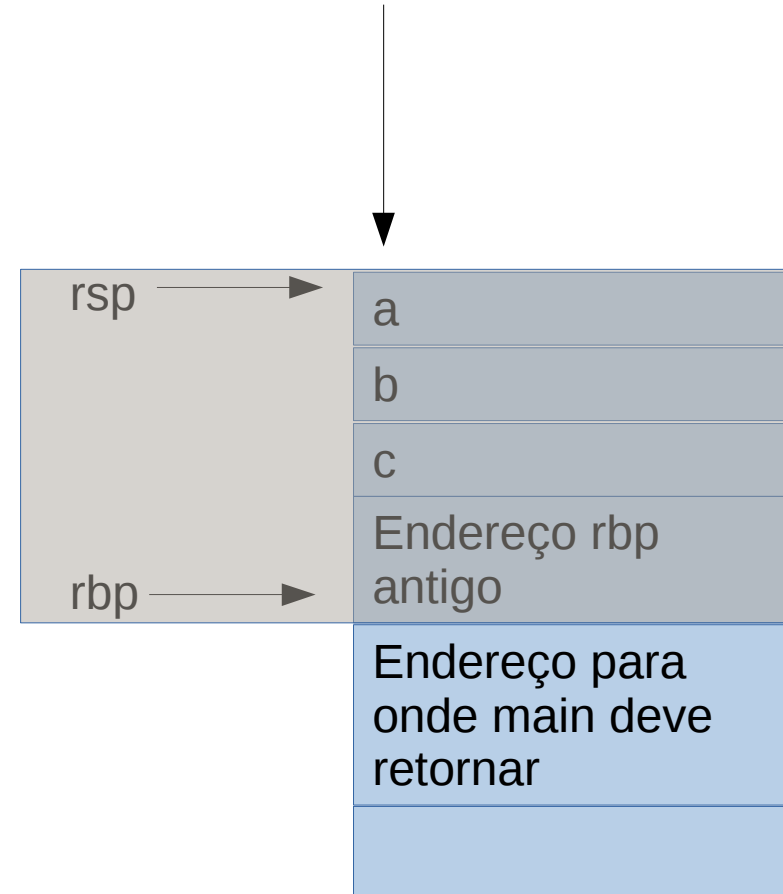 rsp
a
b
c
Endereço rbp
antigo
rbp
Endereço para
onde main deve
retornar